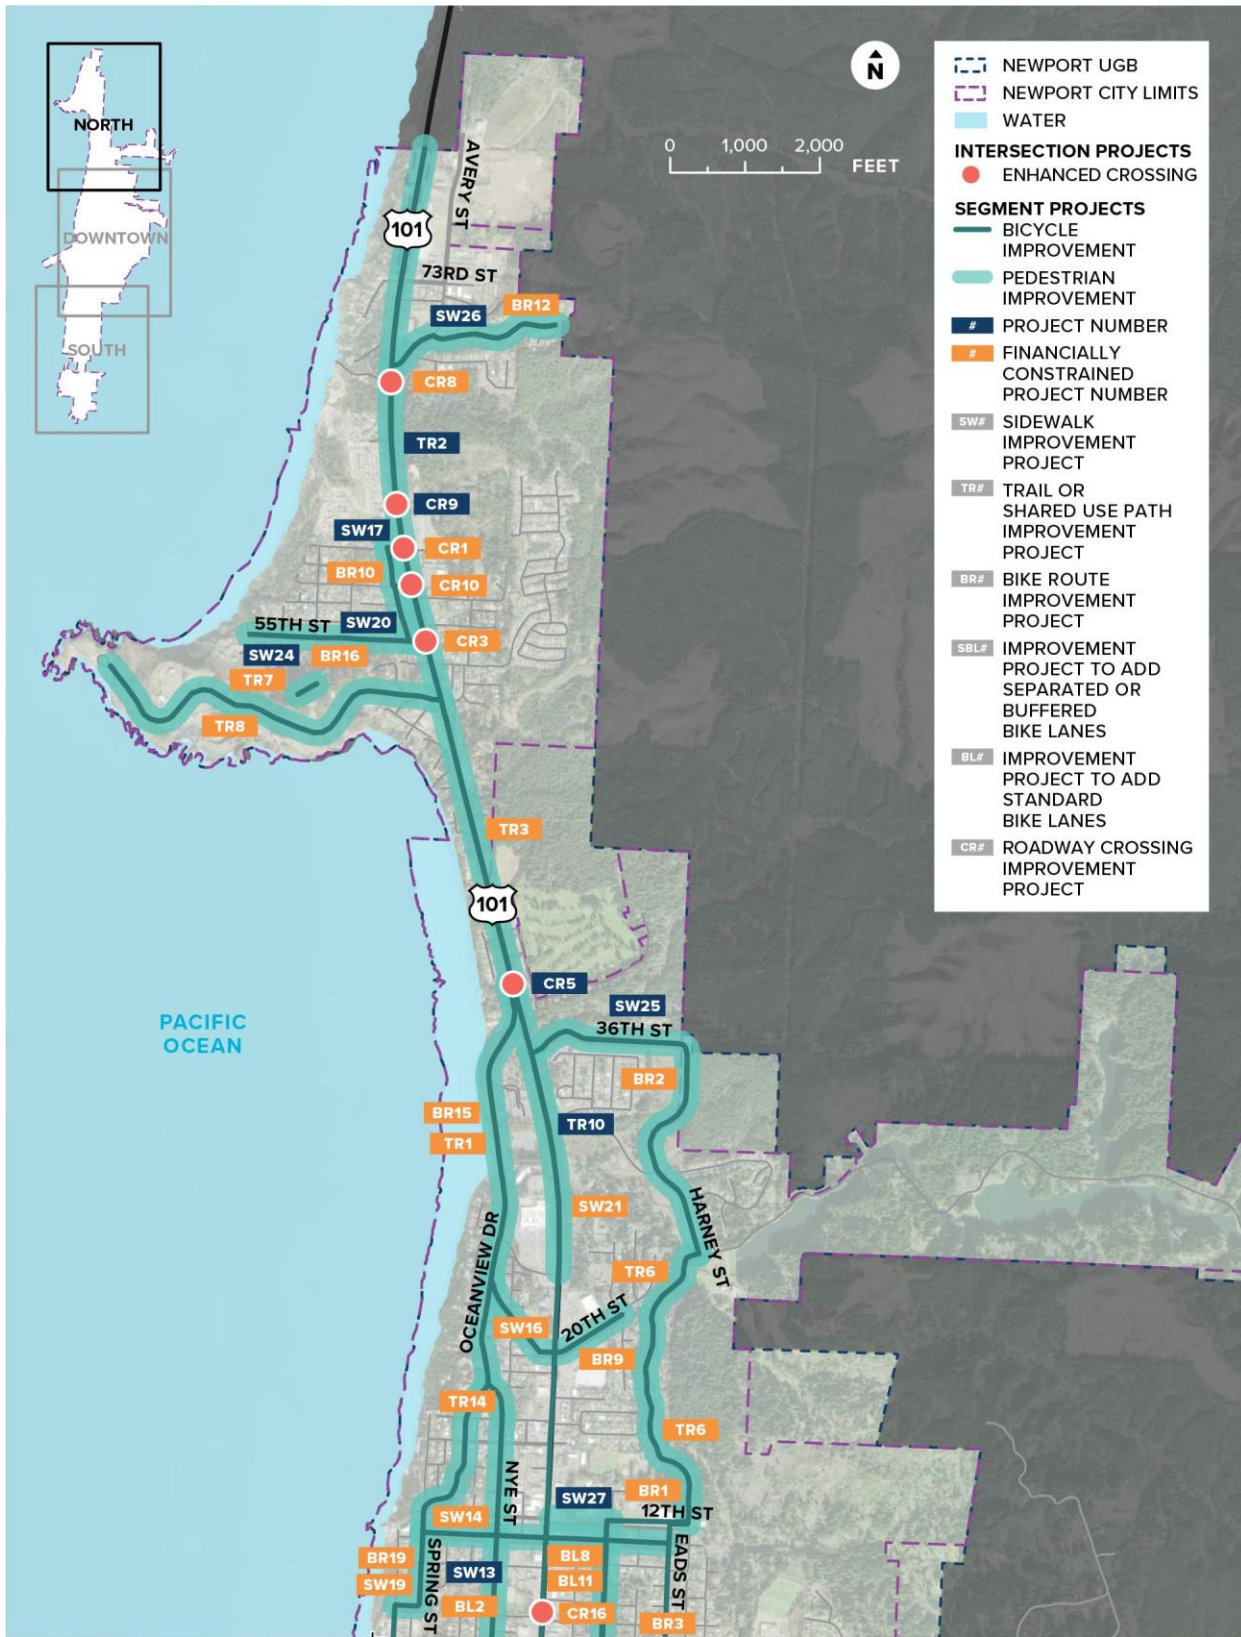 NORTH
DOWNTOWN
SOUTH
N
0 1,000 2,000
FEET
NEWPORT UGB
NEWPORT CITY LIMITS
WATER
INTERSECTION PROJECTS
ENHANCED CROSSING
SEGMENT PROJECTS
BICYCLE
IMPROVEMENT
PEDESTRIAN
IMPROVEMENT
# PROJECT NUMBER
# FINANCIALLY
CONSTRAINED
PROJECT NUMBER
SW# SIDEWALK
IMPROVEMENT
PROJECT
TR# TRAIL OR
SHARED USE PATH
IMPROVEMENT
PROJECT
BR# BIKE ROUTE
IMPROVEMENT
PROJECT
SBL# IMPROVEMENT
PROJECT TO ADD
SEPARATED OR
BUFFERED
BIKE LANES
BL# IMPROVEMENT
PROJECT TO ADD
STANDARD
BIKE LANES
CR# ROADWAY CROSSING
IMPROVEMENT
PROJECT
AVERY ST
101
73RD ST
BR12
SW26
CR8
TR2
CR9
SW17
CR1
BR10
CR10
55TH ST
SW20
CR3
SW24
BR16
TR7
TR8
TR3
101
CR5
SW25
36TH ST
PACIFIC
OCEAN
BR2
BR15
TR10
TR1
HARNEY ST
SW21
OCEANVIEW DR
TR6
20TH ST
SW16
BR9
TR14
TR6
NYE ST
BR1
SW27
12TH ST
SW14
SPRING ST
EADS ST
BR19
BL8
SW13
SW19
BL11
BL2
CR16
BR3